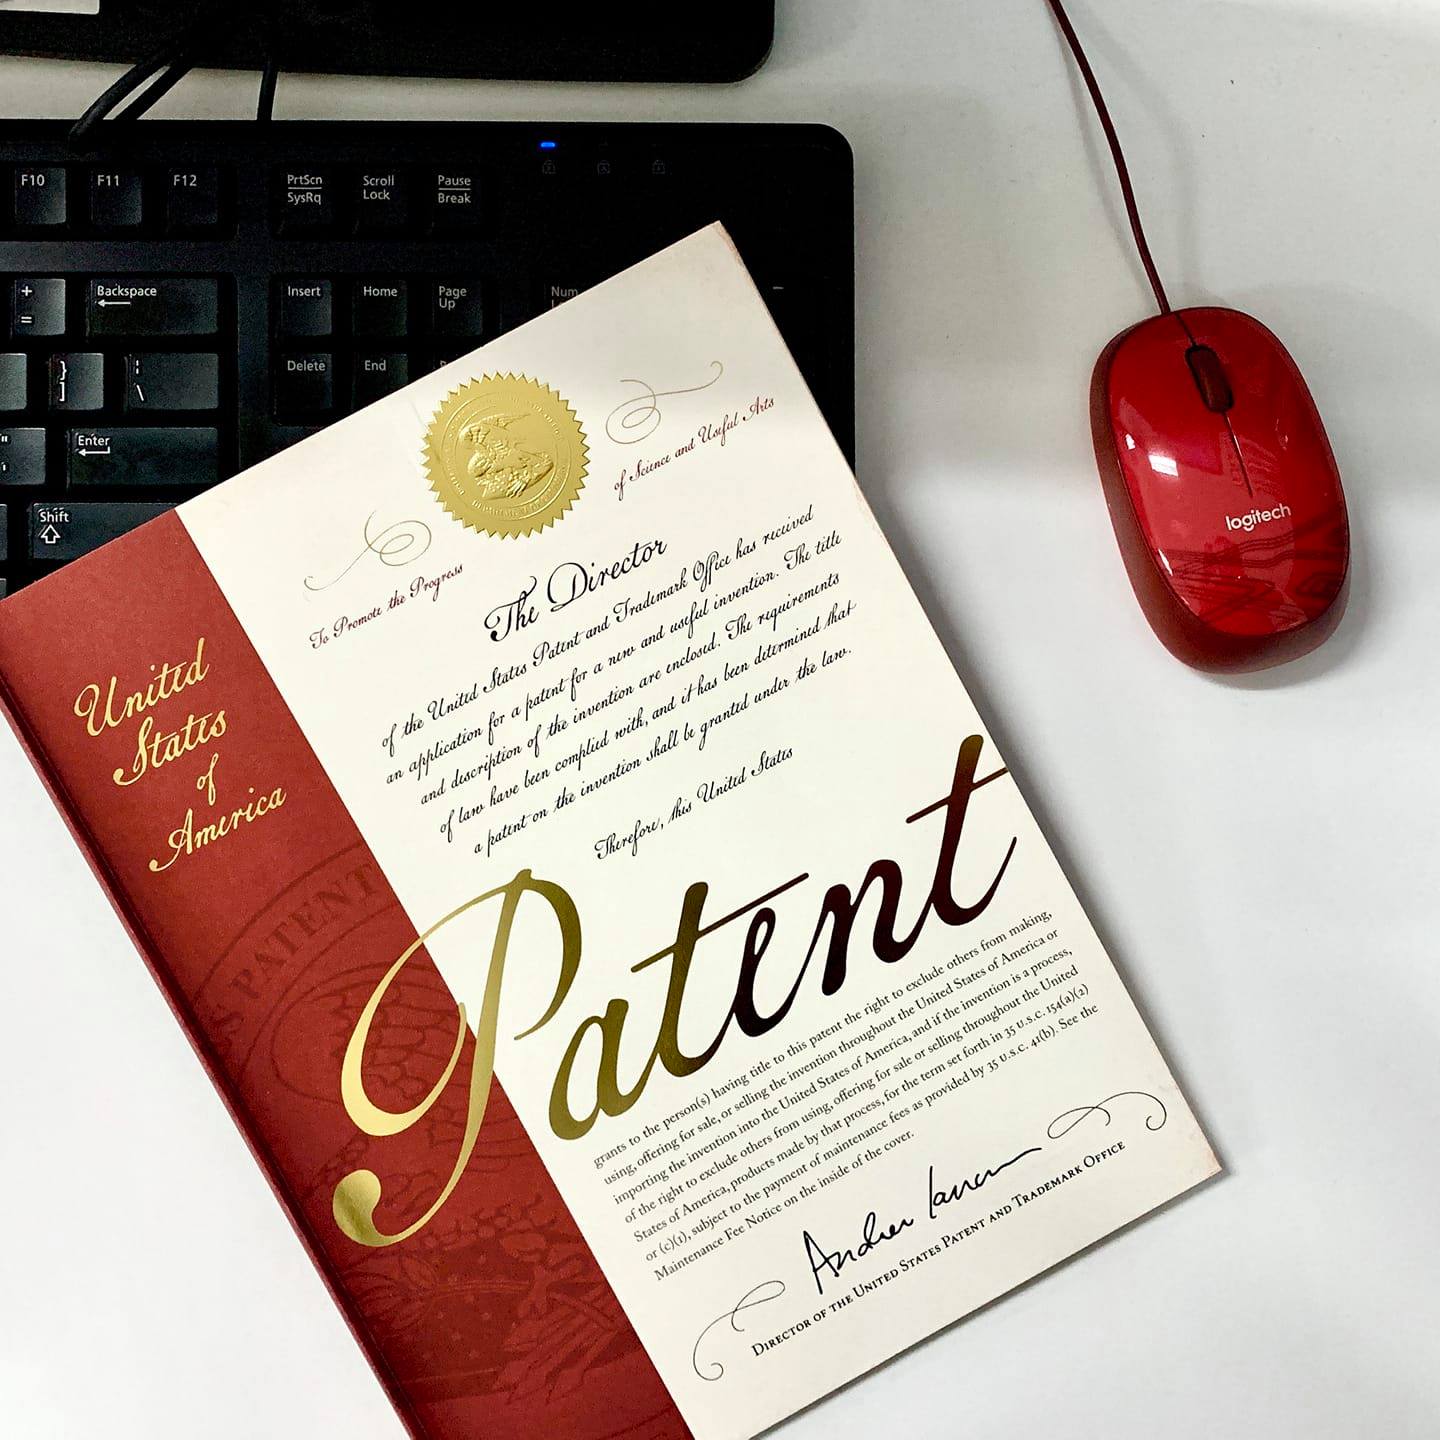 F10
F11
F12
PrtScn
SysRq
Scroll
Lock
Pause
Break
+
=
Backspace
Insert
Home
Page
Up
Num
}
]
|
\
Delete
End
"
'
Enter
Shift
logitech
To Promote the Progress
of Science and Useful Arts
The Director
of the United States Patent and Trademark Office has received
an application for a patent for a new and useful invention. The title
and description of the invention are enclosed. The requirements
of law have been complied with, and it has been determined that
a patent on the invention shall be granted under the law.
Therefore, this United States
United
States
of
America
PATENT
Patent
grants to the person(s) having title to this patent the right to exclude others from making,
using, offering for sale, or selling the invention throughout the United States of America or
importing the invention into the United States of America, and if the invention is a process,
of the right to exclude others from using, offering for sale or selling throughout the United
States of America, products made by that process, for the term set forth in 35 U.S.C. 154(a)(2)
or (c)(1), subject to the payment of maintenance fees as provided by 35 U.S.C. 41(b). See the
Maintenance Fee Notice on the inside of the cover.
Andrei Iancu
Director of the United States Patent and Trademark Office